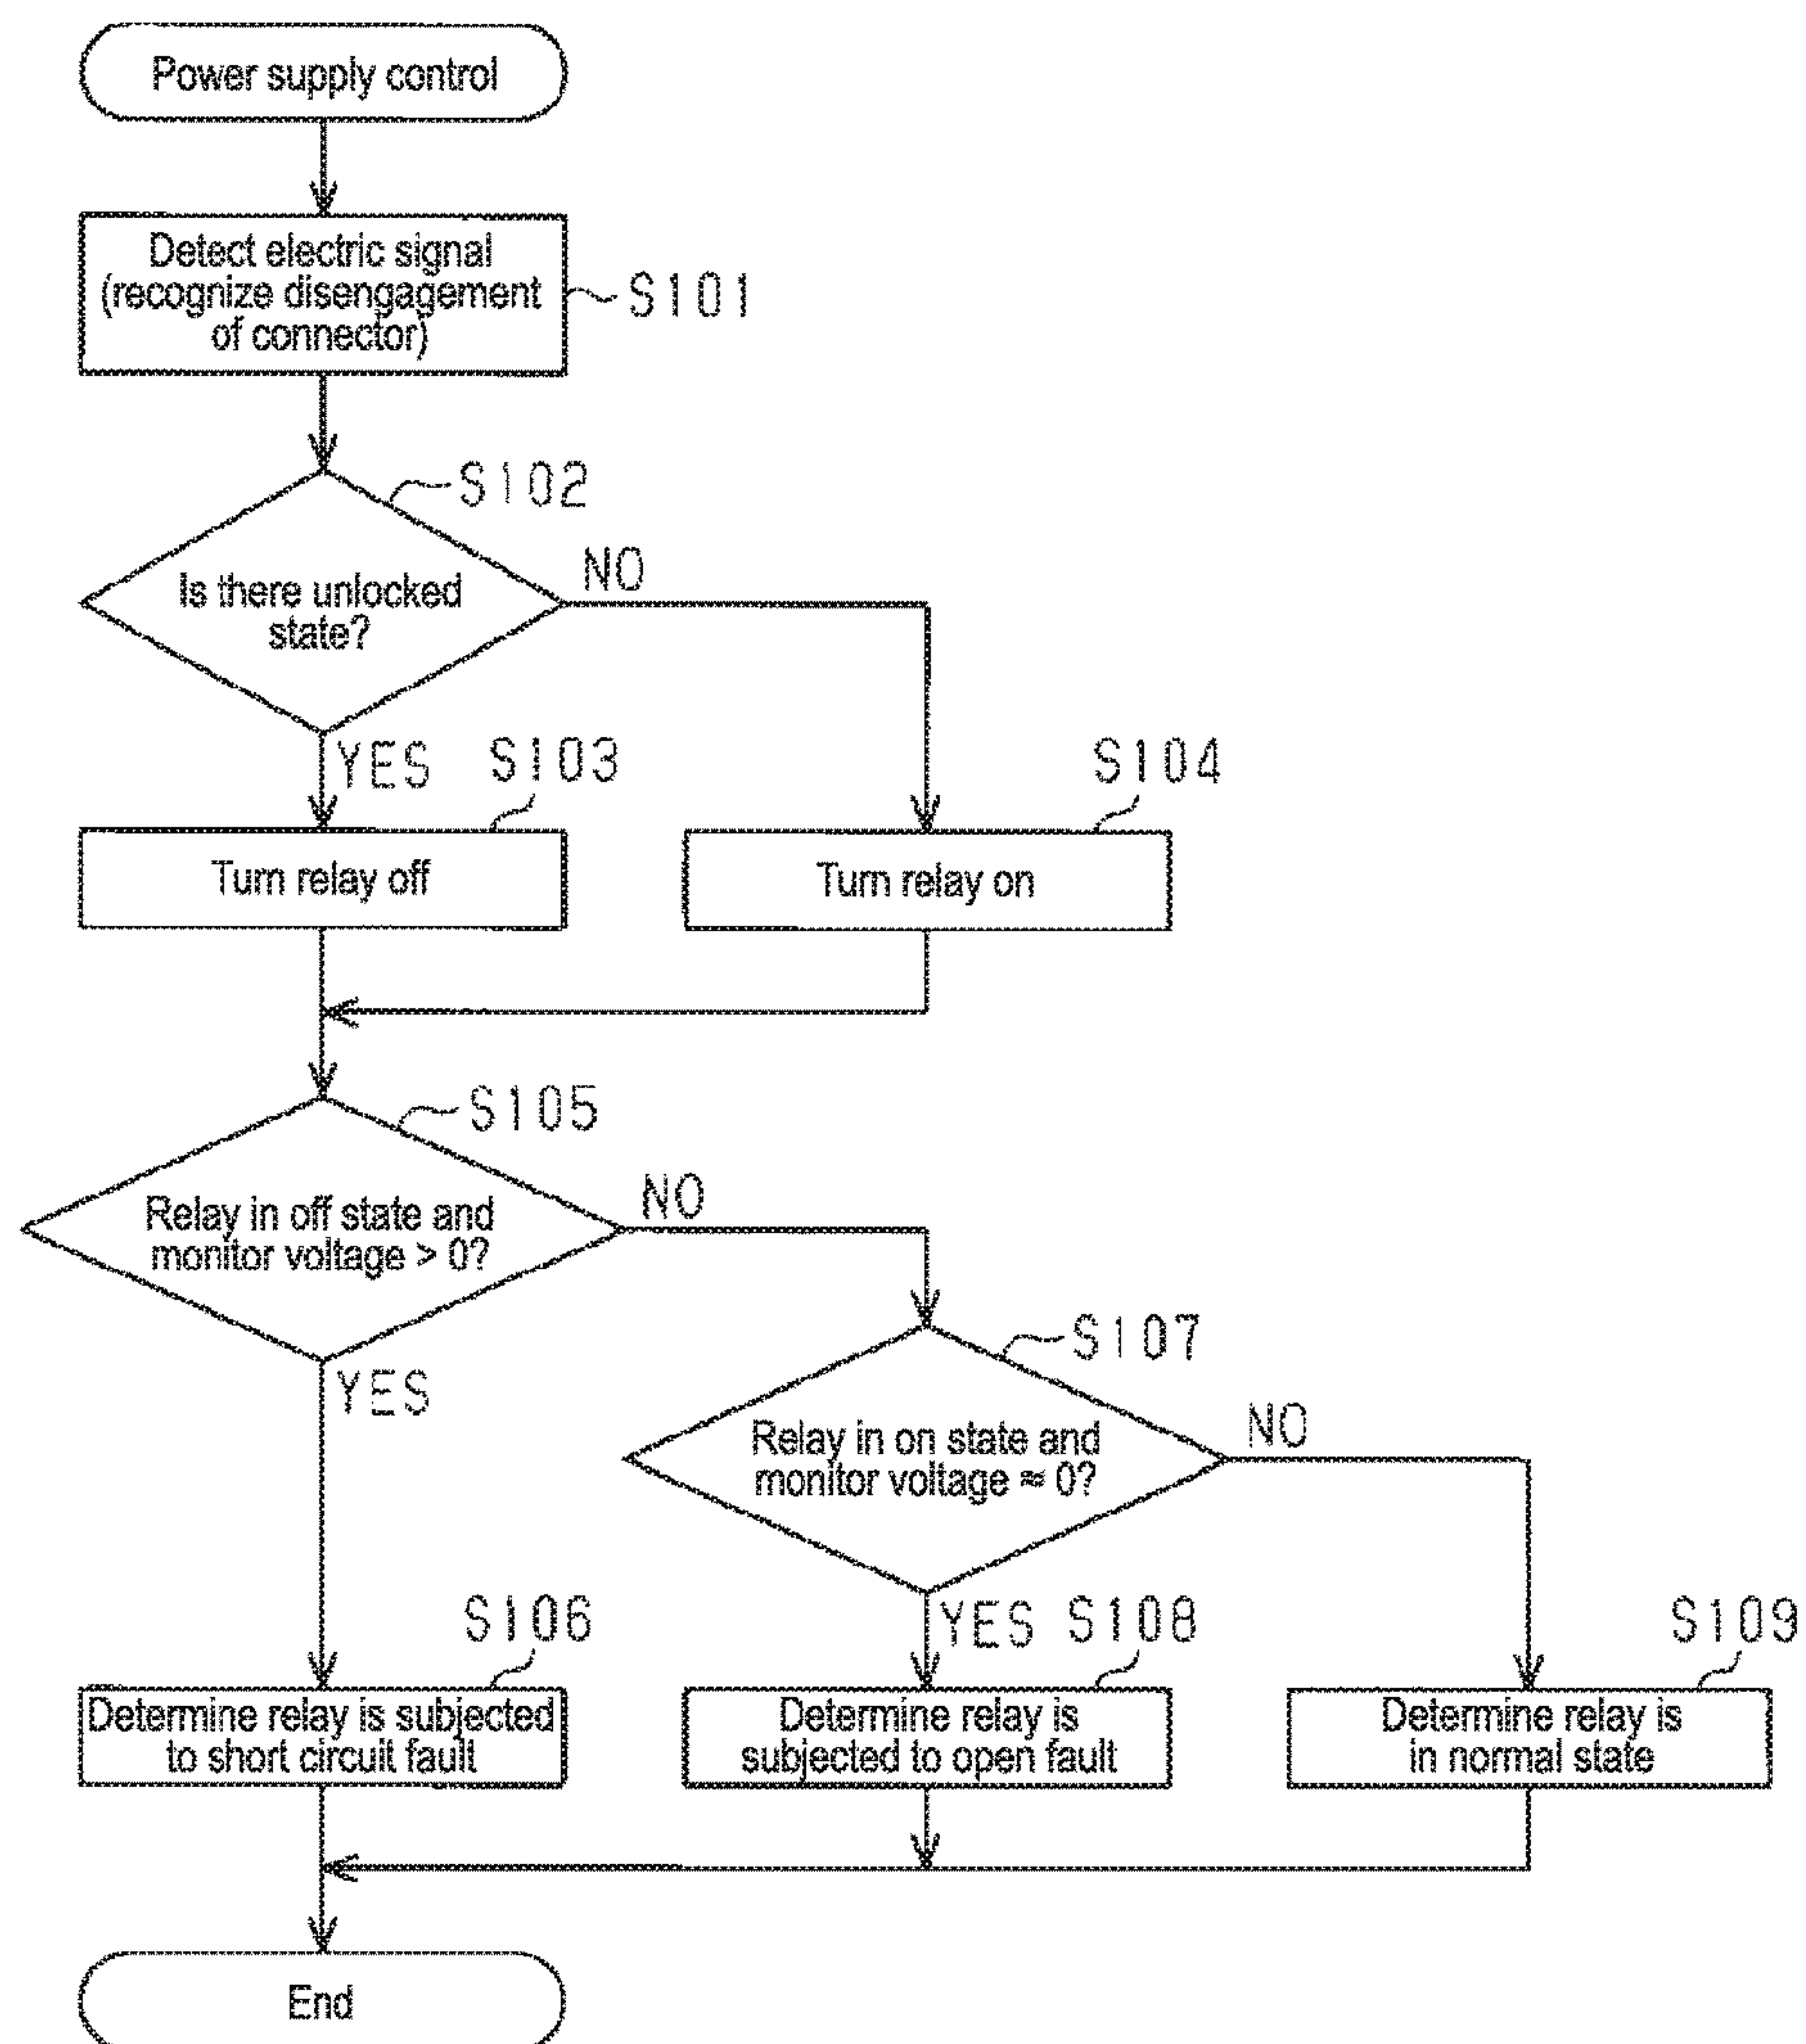 Power supply control
Detect electric signal
(recognize disengagement
of connector)
S101
S102
Is there unlocked
state?
NO
YES
S103
S104
Turn relay off
Turn relay on
S105
Relay in off state and
monitor voltage > 0?
NO
YES
S107
Relay in on state and
monitor voltage ≈ 0?
NO
YES
S106
S108
S109
Determine relay is subjected
to short circuit fault
Determine relay is
subjected to open fault
Determine relay is
in normal state
End